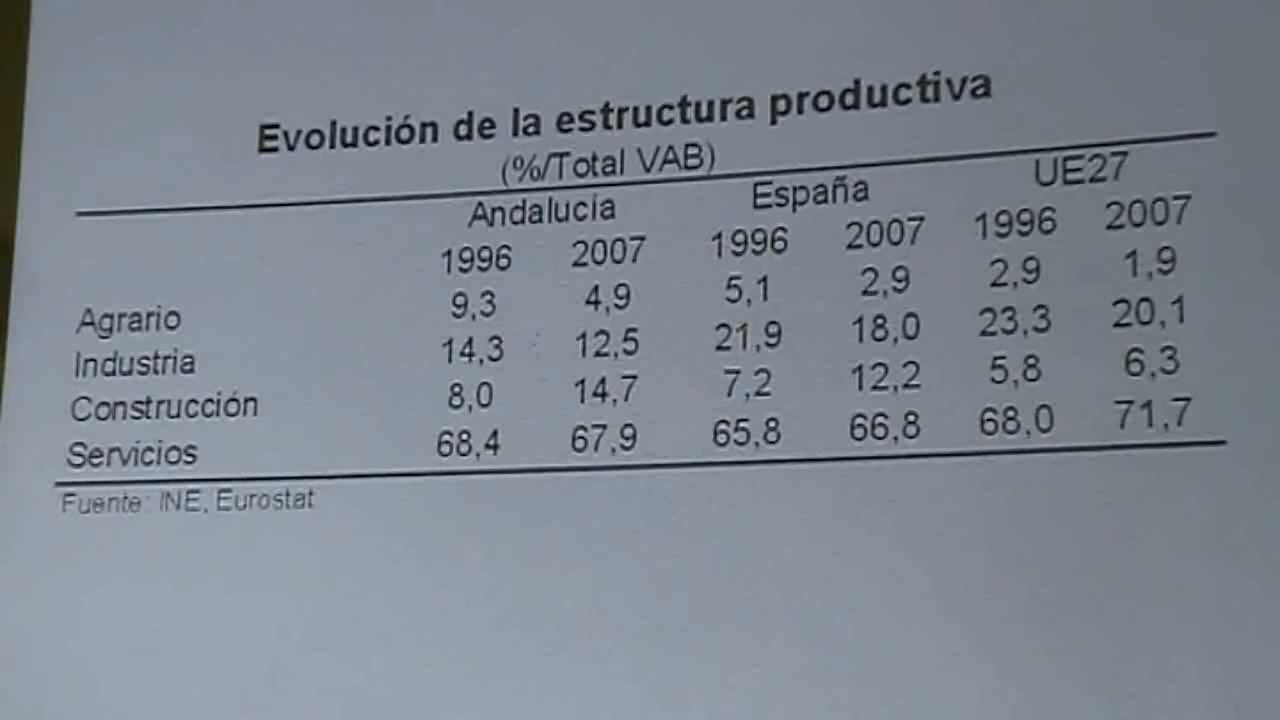 Evolución de la estructura productiva
(%/Total VAB)
Andalucía España UE27
1996 2007 1996 2007 1996 2007
Agrario 9,3 4,9 5,1 2,9 2,9 1,9
Industria 14,3 12,5 21,9 18,0 23,3 20,1
Construcción 8,0 14,7 7,2 12,2 5,8 6,3
Servicios 68,4 67,9 65,8 66,8 68,0 71,7
Fuente: INE, Eurostat